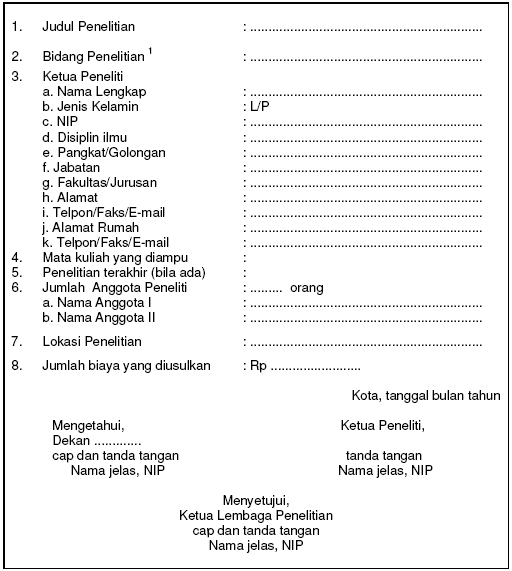 1. Judul Penelitian : ................................................................
2. Bidang Penelitian 1 : ................................................................
3. Ketua Peneliti
a. Nama Lengkap : ................................................................
b. Jenis Kelamin : L/P
c. NIP : ................................................................
d. Disiplin ilmu : ................................................................
e. Pangkat/Golongan : ................................................................
f. Jabatan : ................................................................
g. Fakultas/Jurusan : ................................................................
h. Alamat : ................................................................
i. Telpon/Faks/E-mail : ................................................................
j. Alamat Rumah : ................................................................
k. Telpon/Faks/E-mail : ................................................................
4. Mata kuliah yang diampu :
5. Penelitian terakhir (bila ada) :
6. Jumlah Anggota Peneliti : ......... orang
a. Nama Anggota I : ................................................................
b. Nama Anggota II : ................................................................
7. Lokasi Penelitian : ................................................................
8. Jumlah biaya yang diusulkan : Rp .........................
Kota, tanggal bulan tahun
Mengetahui, Ketua Peneliti,
Dekan .............
cap dan tanda tangan tanda tangan
Nama jelas, NIP Nama jelas, NIP
Menyetujui,
Ketua Lembaga Penelitian
cap dan tanda tangan
Nama jelas, NIP